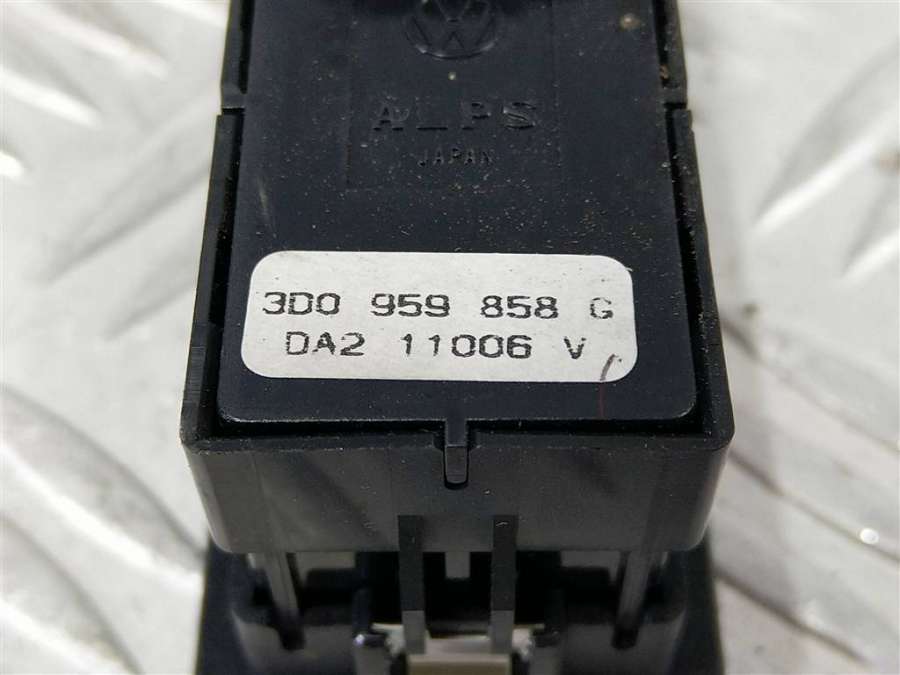 ALPS
JAPAN
3D0 959 858 G
DA2 11006 V